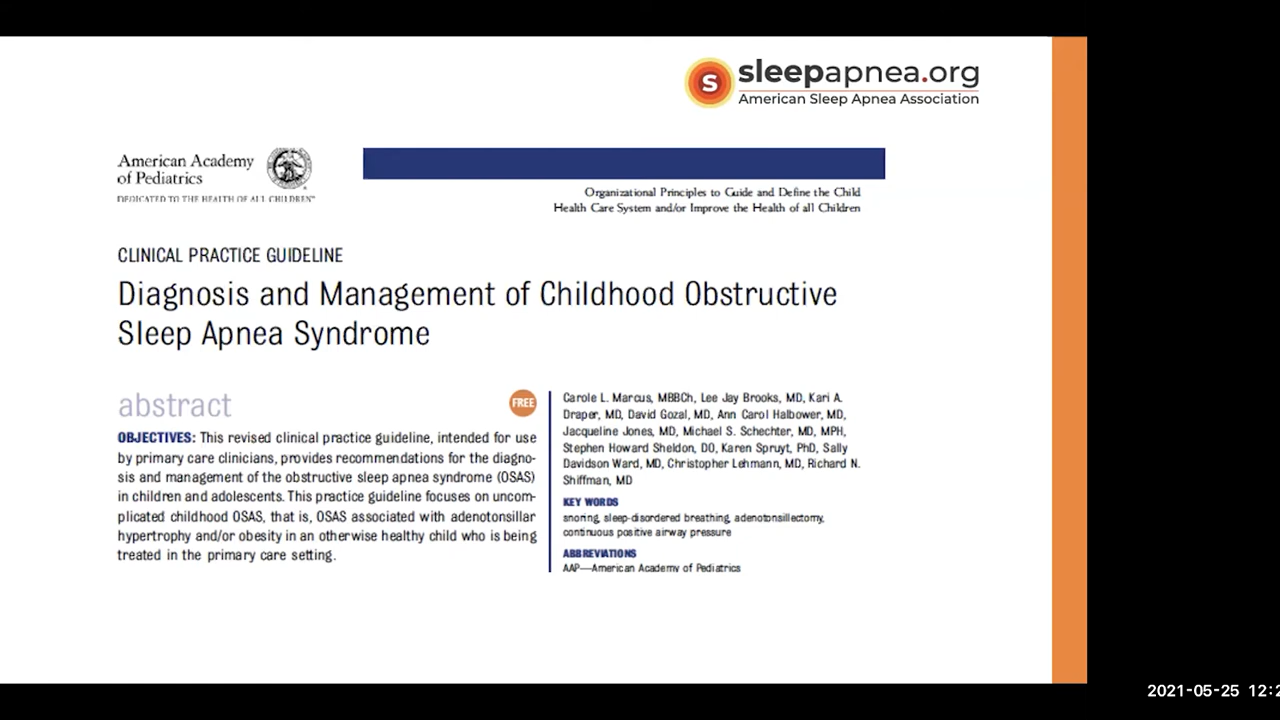 sleepapnea.org
American Sleep Apnea Association
American Academy
of Pediatrics
DEDICATED TO THE HEALTH OF ALL CHILDREN™
Organizational Principles to Guide and Define the Child
Health Care System and/or Improve the Health of all Children
CLINICAL PRACTICE GUIDELINE
Diagnosis and Management of Childhood Obstructive
Sleep Apnea Syndrome
abstract
FREE
OBJECTIVES: This revised clinical practice guideline, intended for use
by primary care clinicians, provides recommendations for the diagno-
sis and management of the obstructive sleep apnea syndrome (OSAS)
in children and adolescents. This practice guideline focuses on uncom-
plicated childhood OSAS, that is, OSAS associated with adenotonsillar
hypertrophy and/or obesity in an otherwise healthy child who is being
treated in the primary care setting.
Carole L. Marcus, MBBCh, Lee Jay Brooks, MD, Kari A.
Draper, MD, David Gozal, MD, Ann Carol Halbower, MD,
Jacqueline Jones, MD, Michael S. Schechter, MD, MPH,
Stephen Howard Sheldon, DO, Karen Spruyt, PhD, Sally
Davidson Ward, MD, Christopher Lehmann, MD, Richard N.
Shiffman, MD
KEY WORDS
snoring, sleep-disordered breathing, adenotonsillectomy,
continuous positive airway pressure
ABBREVIATIONS
AAP—American Academy of Pediatrics
2021-05-25 12:2